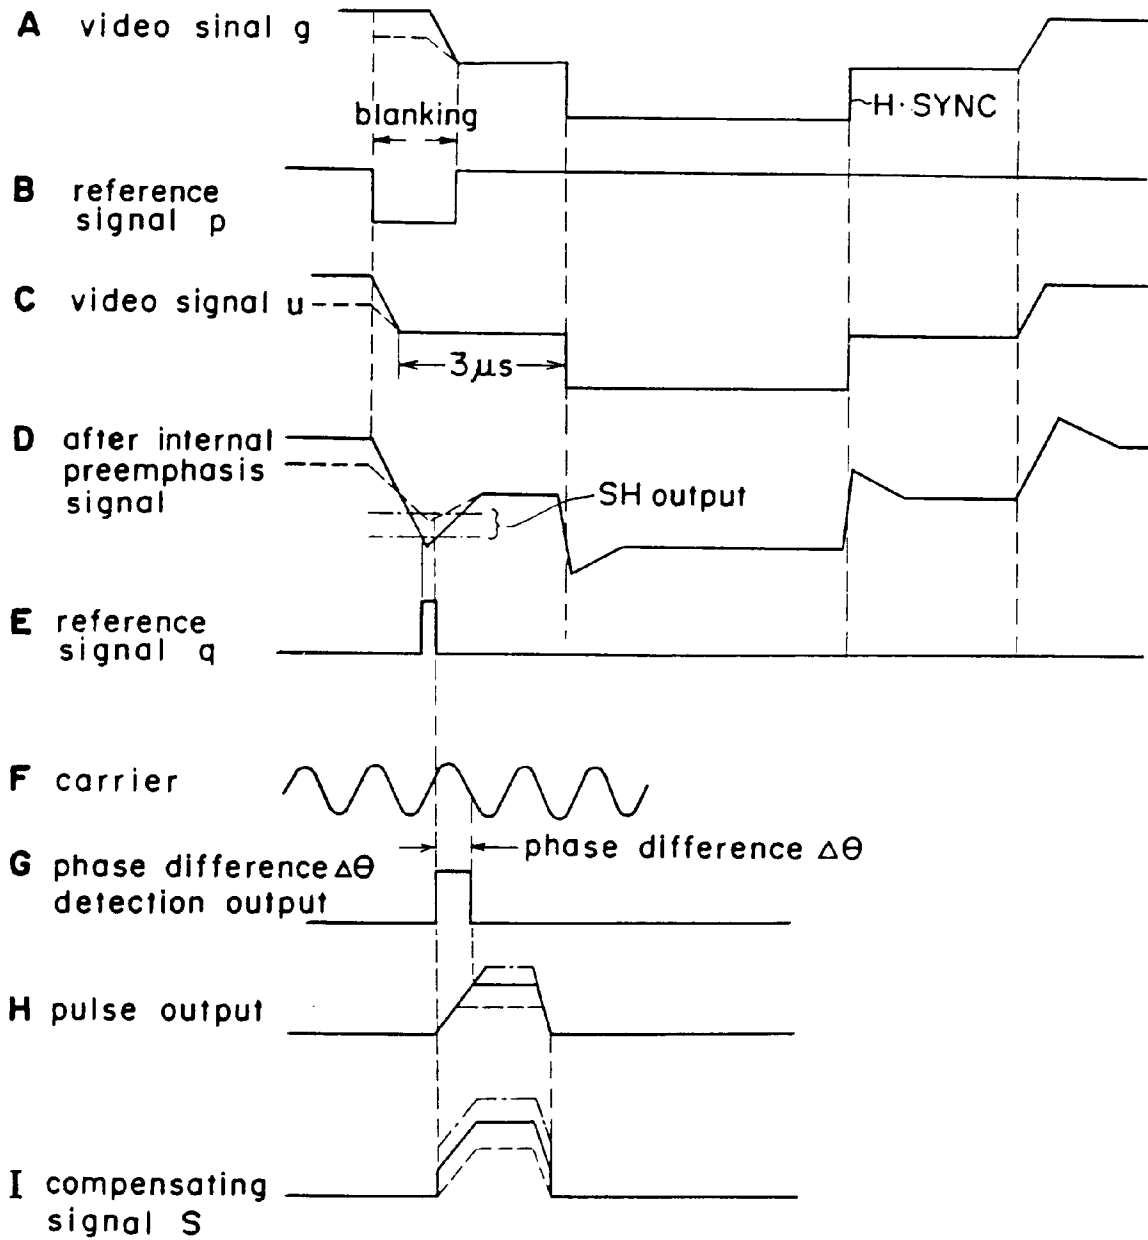 A video sinal g
blanking
H·SYNC
B reference
signal p
C video signal u
3μs
D after internal
preemphasis
signal
SH output
E reference
signal q
F carrier
phase difference Δθ
G phase difference Δθ
detection output
H pulse output
I compensating
signal S